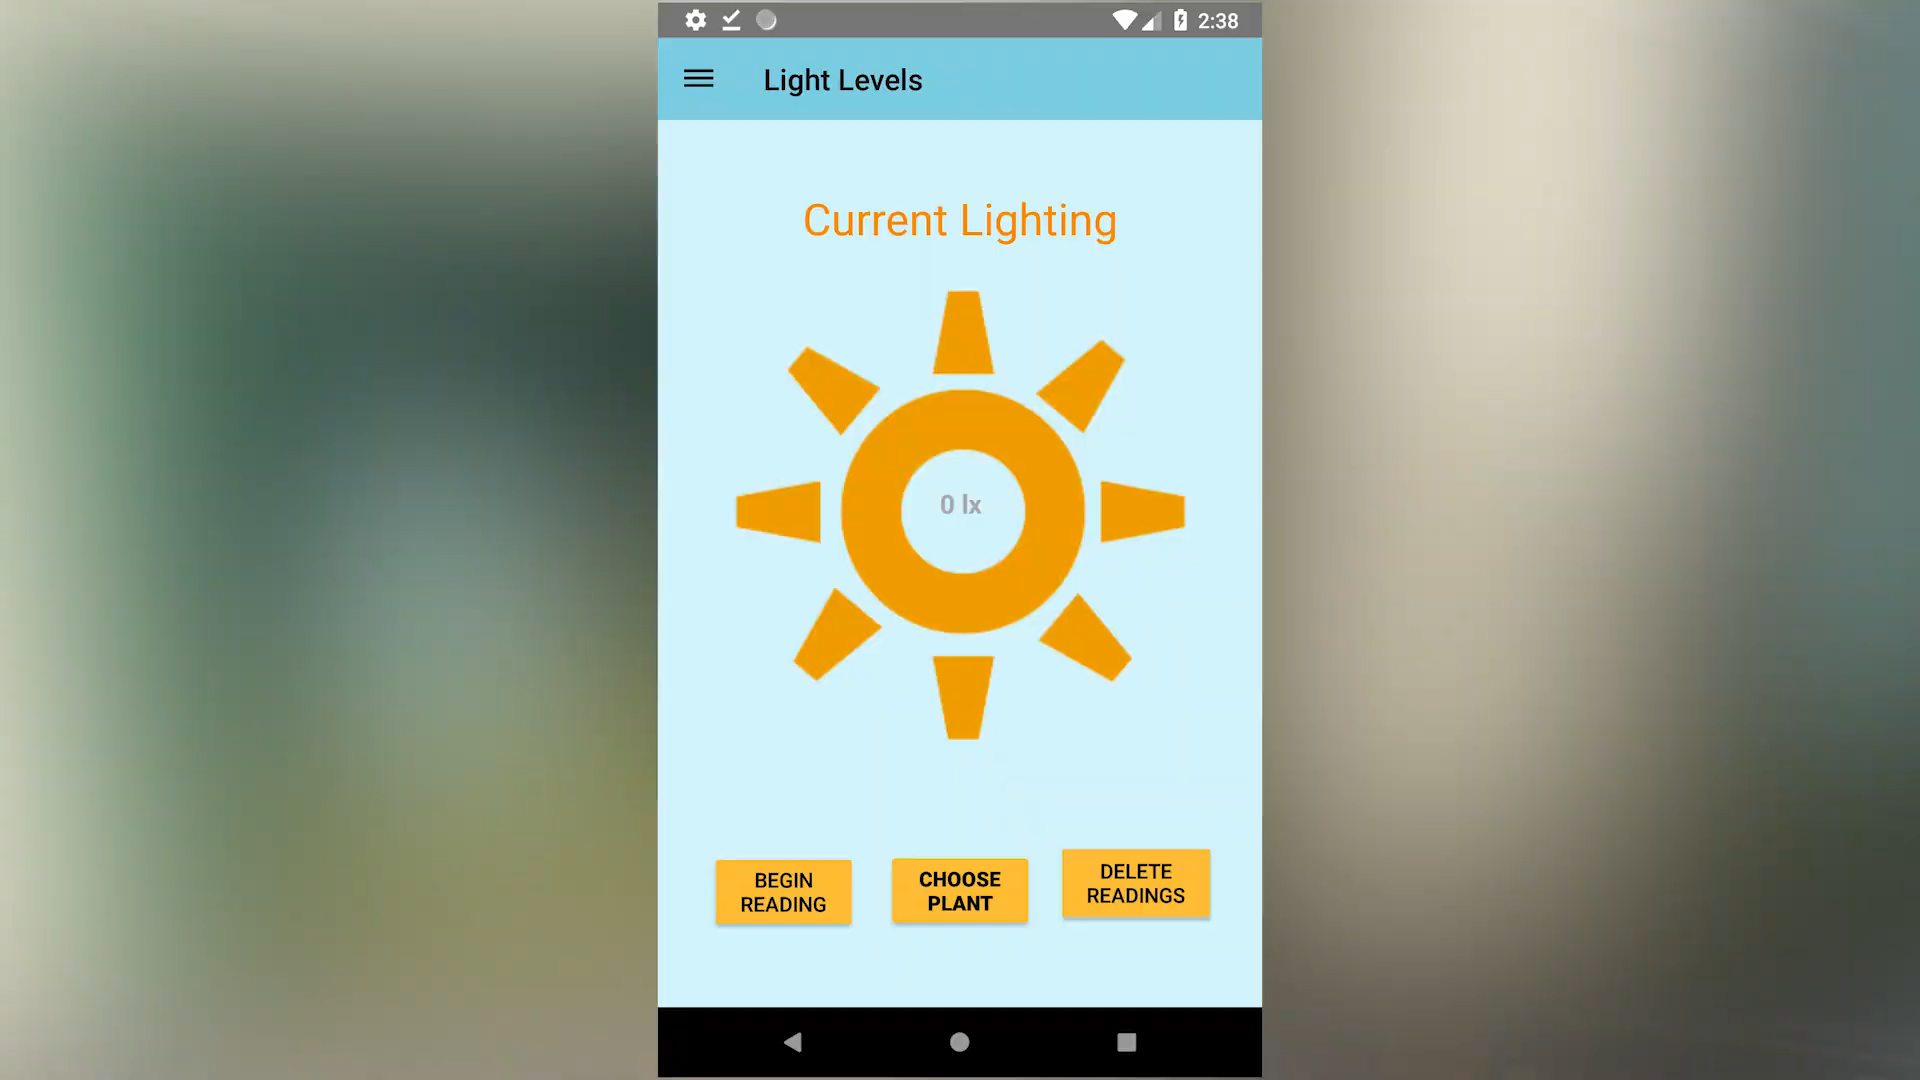 2:38
Light Levels
Current Lighting
0 lx
BEGIN
READING
CHOOSE
PLANT
DELETE
READINGS